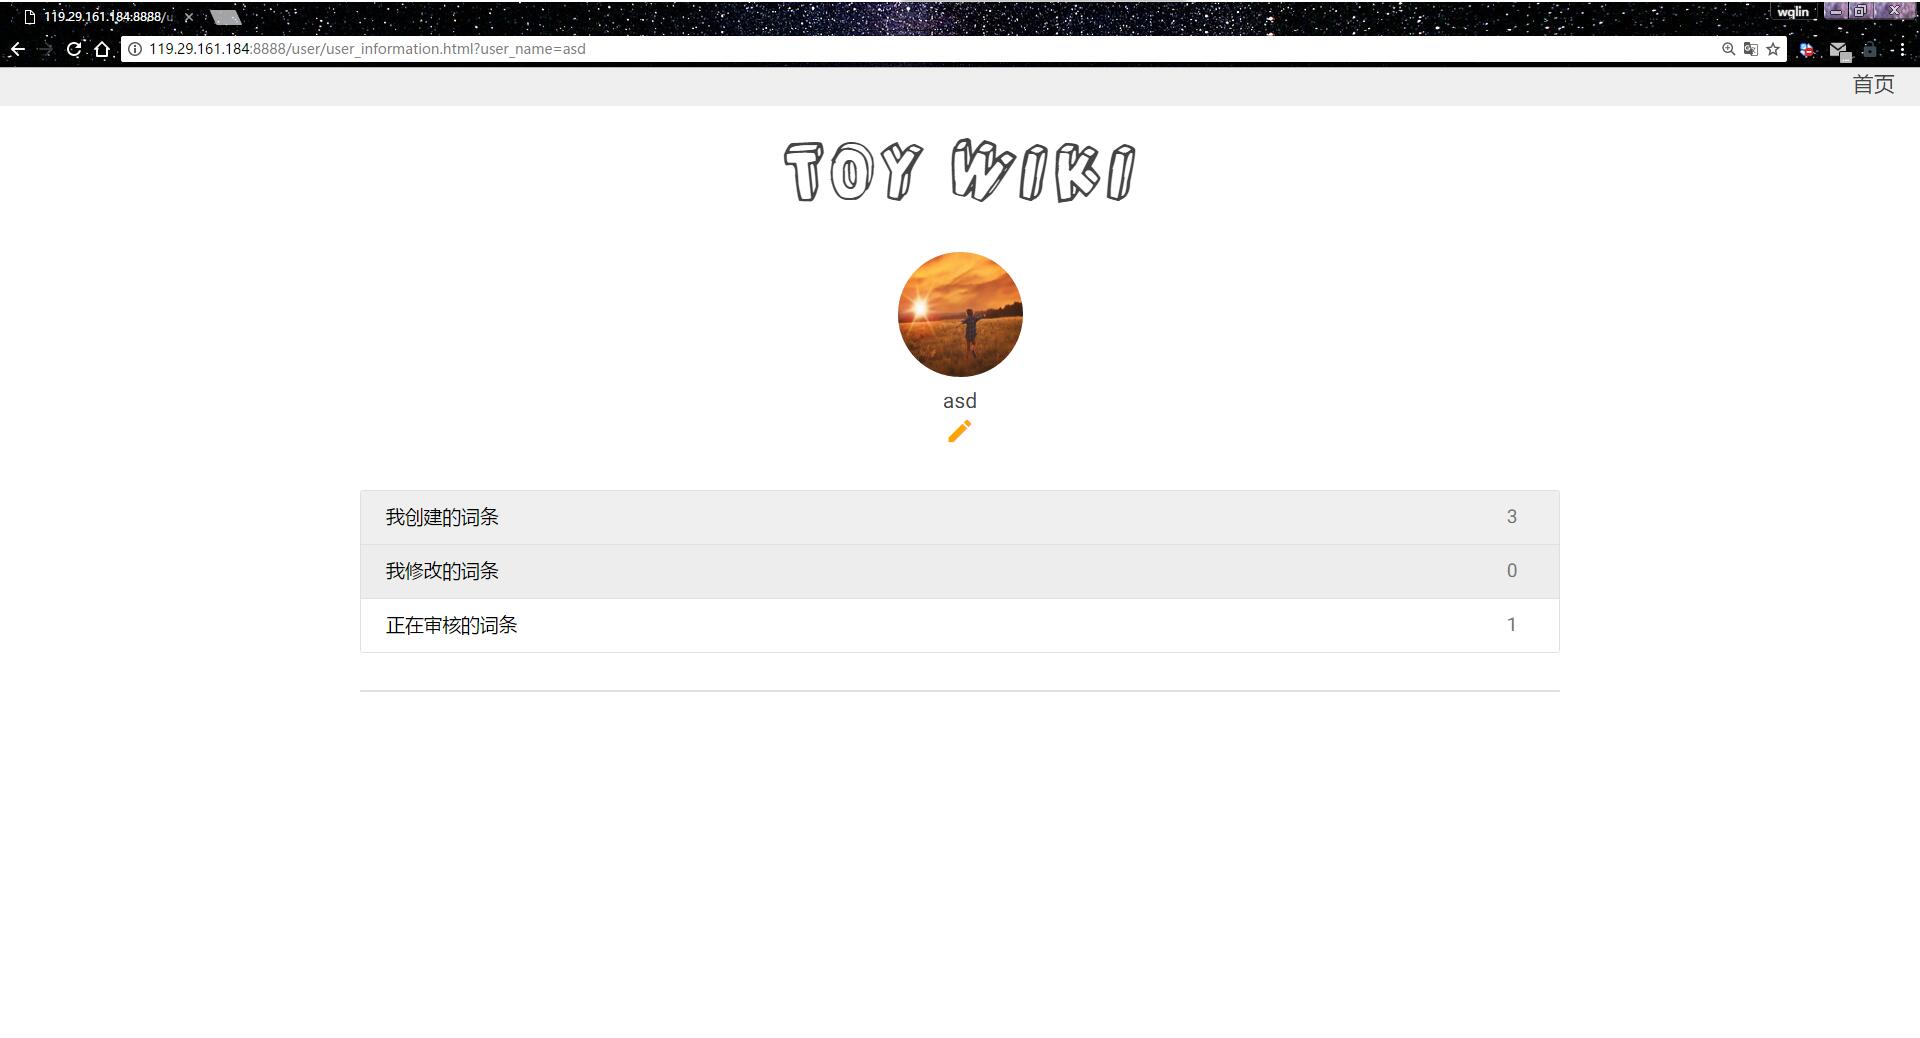 119.29.161.184:8888/u
wqlin
119.29.161.184:8888/user/user_information.html?user_name=asd
首页
TOY WIKI
asd
我创建的词条 3
我修改的词条 0
正在审核的词条 1